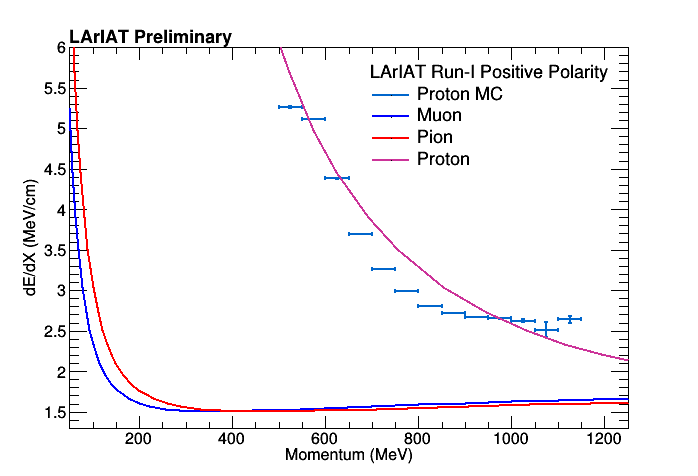 LArIAT Preliminary
LArIAT Run-I Positive Polarity
Proton MC
Muon
Pion
Proton
dE/dX (MeV/cm)
6
5.5
5
4.5
4
3.5
3
2.5
2
1.5
200 400 600 800 1000 1200
Momentum (MeV)